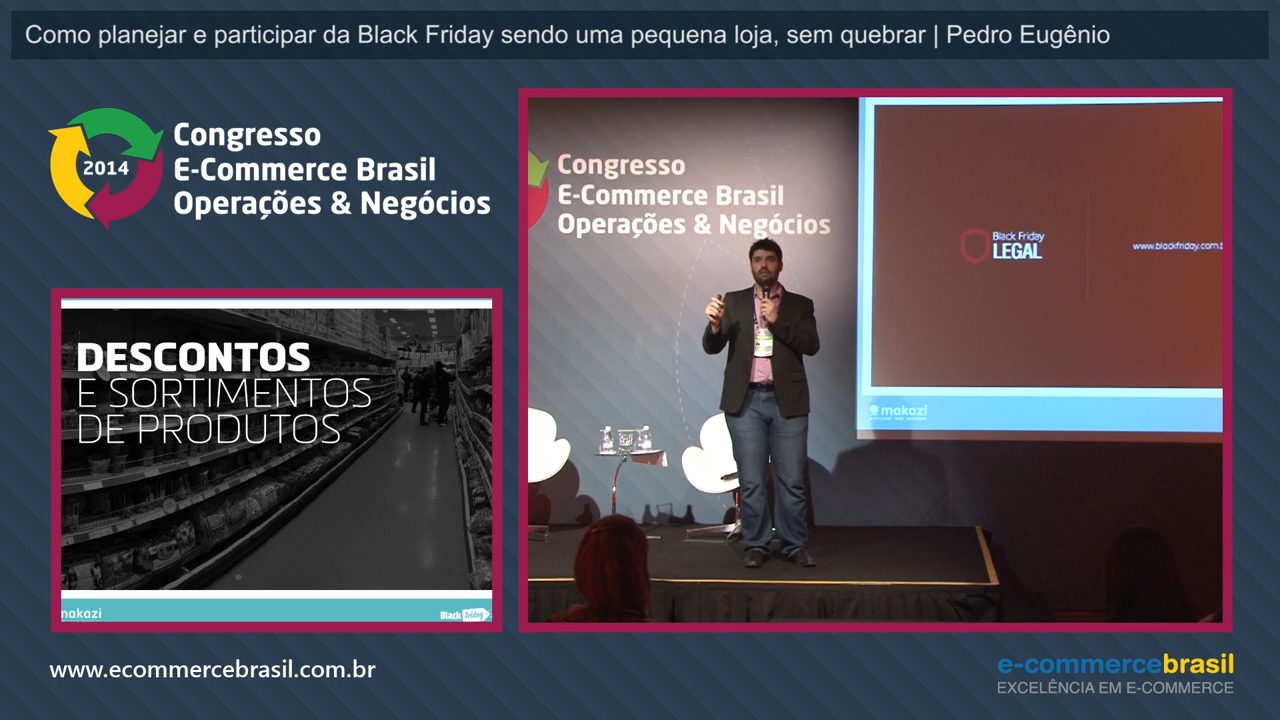 Como planejar e participar da Black Friday sendo uma pequena loja, sem quebrar | Pedro Eugênio
2014
Congresso
E-Commerce Brasil
Operações & Negócios
Congresso
E-Commerce Brasil
Operações & Negócios
Black Friday
LEGAL
www.blackfriday.com.b
makazi
DESCONTOS
E SORTIMENTOS
DE PRODUTOS
makazi
Black Friday
www.ecommercebrasil.com.br
e-commercebrasil
EXCELÊNCIA EM E-COMMERCE